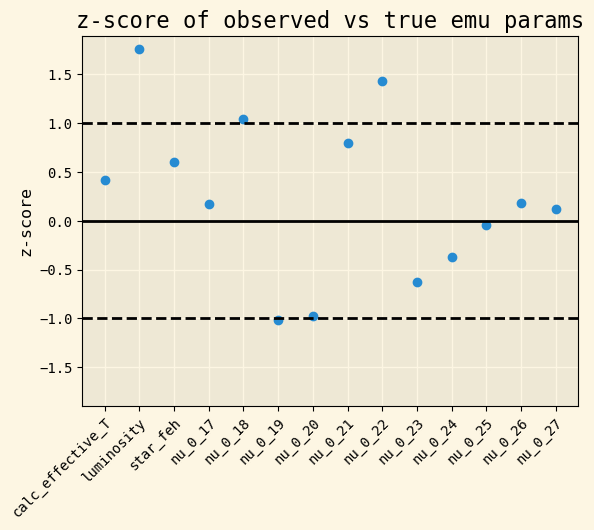 z-score of observed vs true emu params
z-score
1.5
1.0
0.5
0.0
−0.5
−1.0
−1.5
calc_effective_T
luminosity
star_feh
nu_0_17
nu_0_18
nu_0_19
nu_0_20
nu_0_21
nu_0_22
nu_0_23
nu_0_24
nu_0_25
nu_0_26
nu_0_27